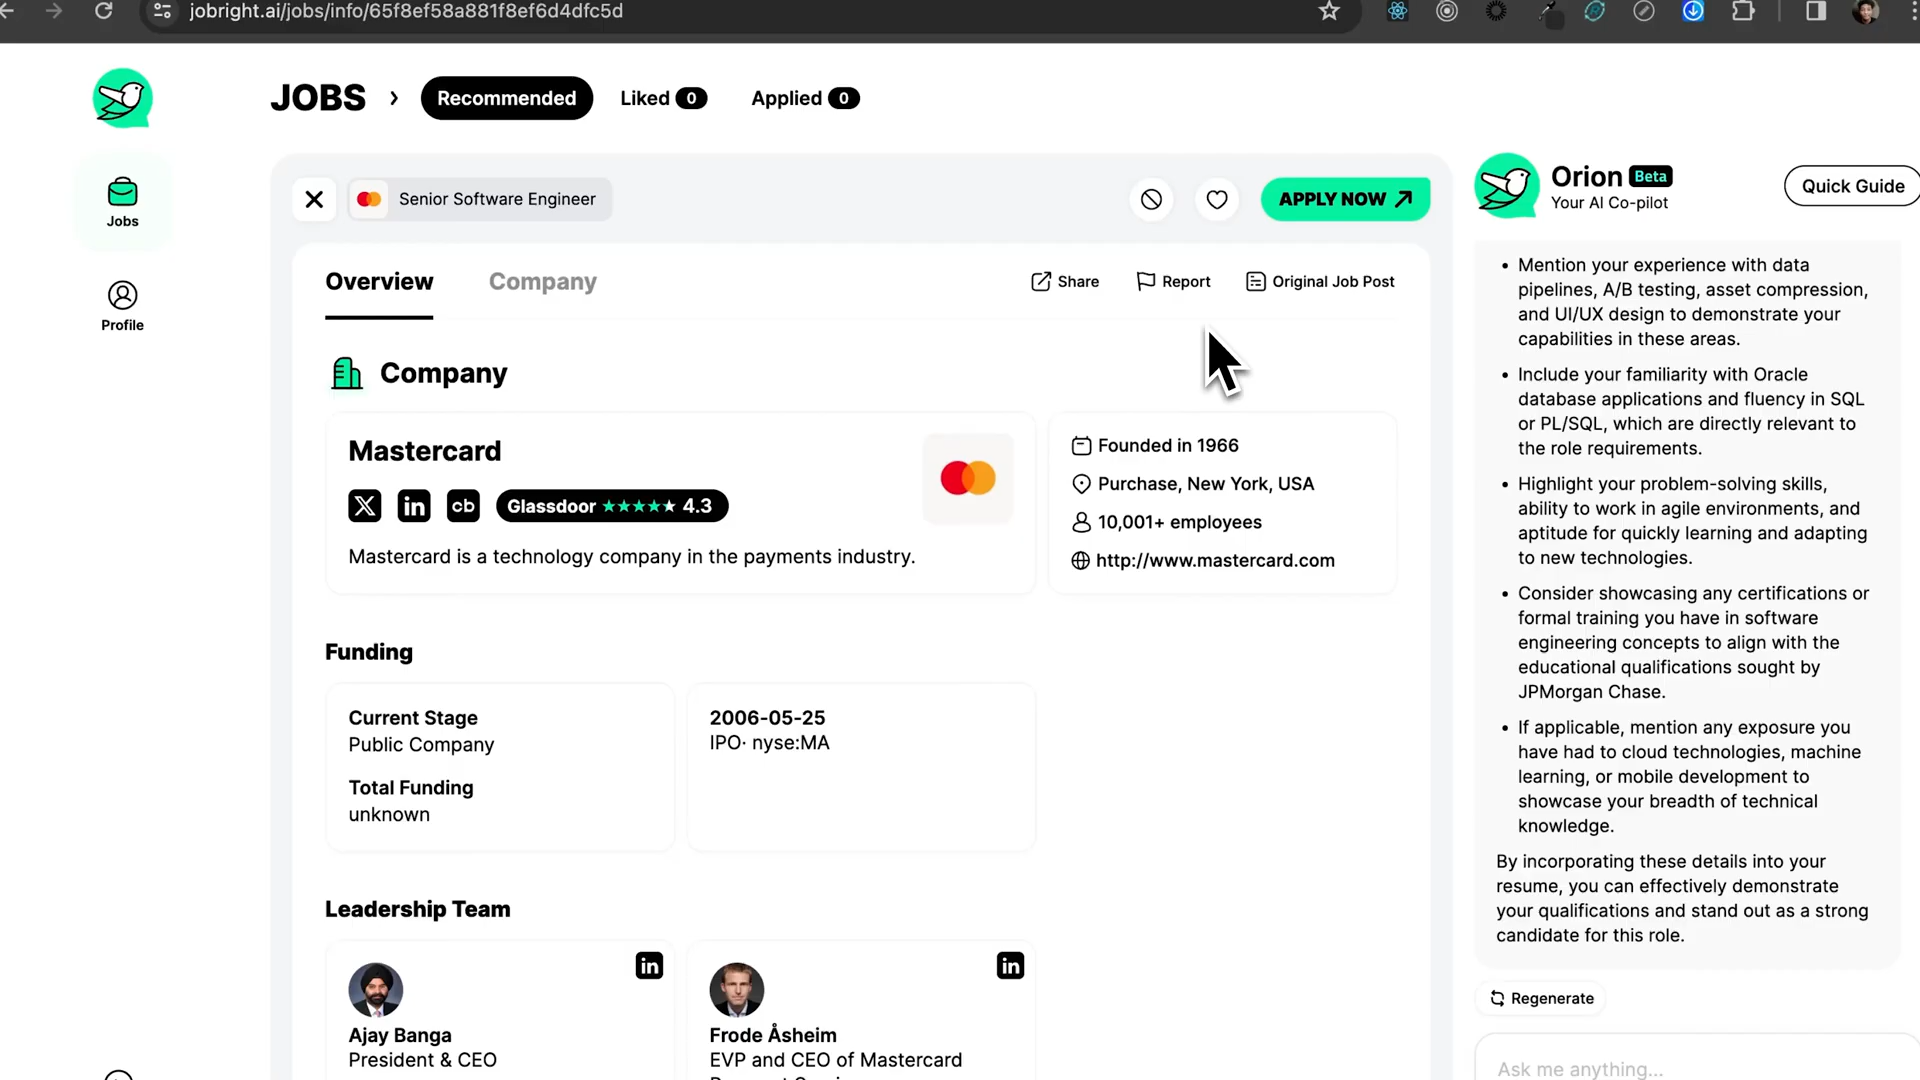 jobright.ai/jobs/info/65f8ef58a881f8ef6d4dfc5d
JOBS
Recommended
Liked 0
Applied 0
Jobs
Profile
Senior Software Engineer
APPLY NOW
Overview
Company
Share
Report
Original Job Post
Company
Mastercard
X
in
cb
Glassdoor ★★★★★ 4.3
Mastercard is a technology company in the payments industry.
Founded in 1966
Purchase, New York, USA
10,001+ employees
http://www.mastercard.com
Funding
Current Stage
Public Company
Total Funding
unknown
2006-05-25
IPO· nyse:MA
Leadership Team
in
Ajay Banga
President & CEO
in
Frode Åsheim
EVP and CEO of Mastercard
Orion Beta
Your AI Co-pilot
Quick Guide
• Mention your experience with data
pipelines, A/B testing, asset compression,
and UI/UX design to demonstrate your
capabilities in these areas.
• Include your familiarity with Oracle
database applications and fluency in SQL
or PL/SQL, which are directly relevant to
the role requirements.
• Highlight your problem-solving skills,
ability to work in agile environments, and
aptitude for quickly learning and adapting
to new technologies.
• Consider showcasing any certifications or
formal training you have in software
engineering concepts to align with the
educational qualifications sought by
JPMorgan Chase.
• If applicable, mention any exposure you
have had to cloud technologies, machine
learning, or mobile development to
showcase your breadth of technical
knowledge.
By incorporating these details into your
resume, you can effectively demonstrate
your qualifications and stand out as a strong
candidate for this role.
Regenerate
Ask me anything...